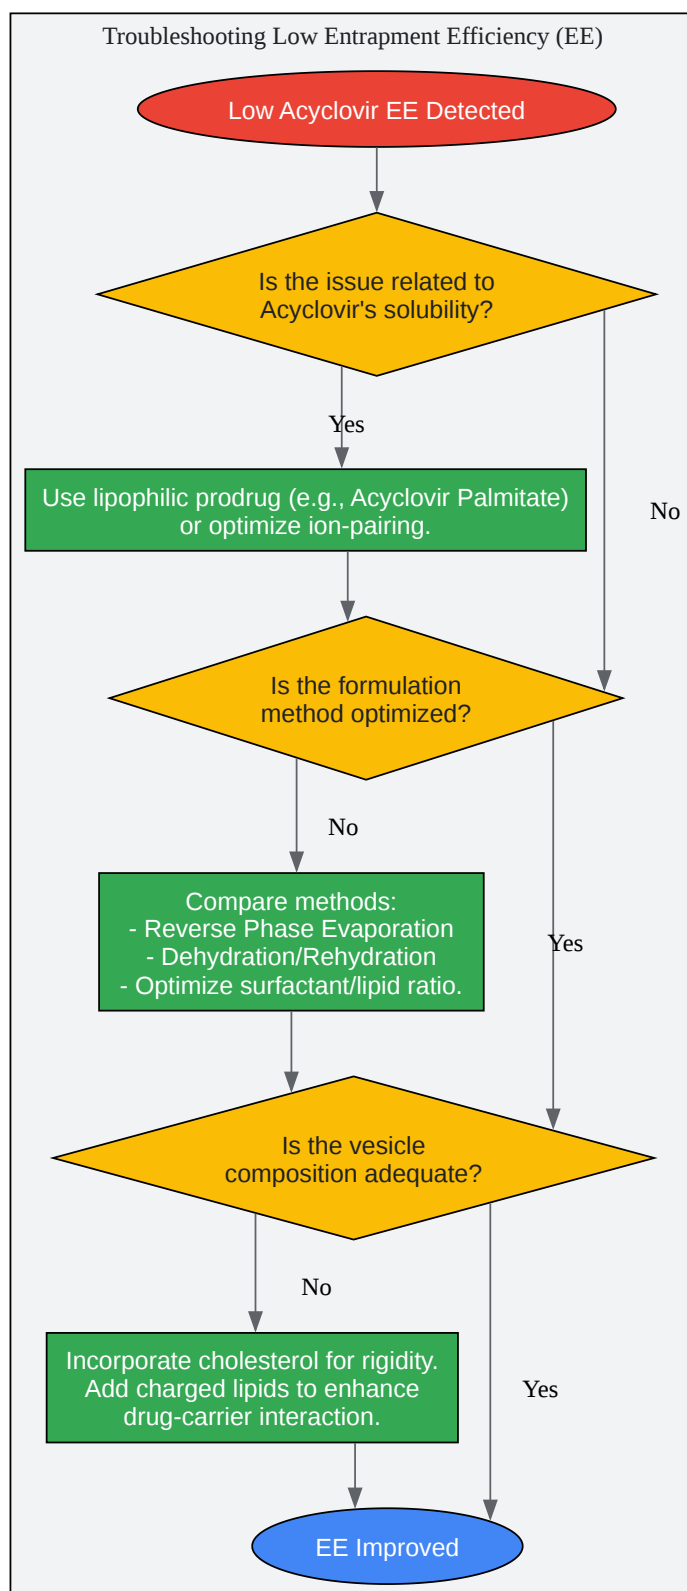 Troubleshooting Low Entrapment Efficiency (EE)
Low Acyclovir EE Detected
Is the issue related to
Acyclovir's solubility?
Yes
Use lipophilic prodrug (e.g., Acyclovir Palmitate)
or optimize ion-pairing.
No
Is the formulation
method optimized?
No
Compare methods:
- Reverse Phase Evaporation
- Dehydration/Rehydration
- Optimize surfactant/lipid ratio.
Yes
Is the vesicle
composition adequate?
No
Incorporate cholesterol for rigidity.
Add charged lipids to enhance
drug-carrier interaction.
Yes
EE Improved